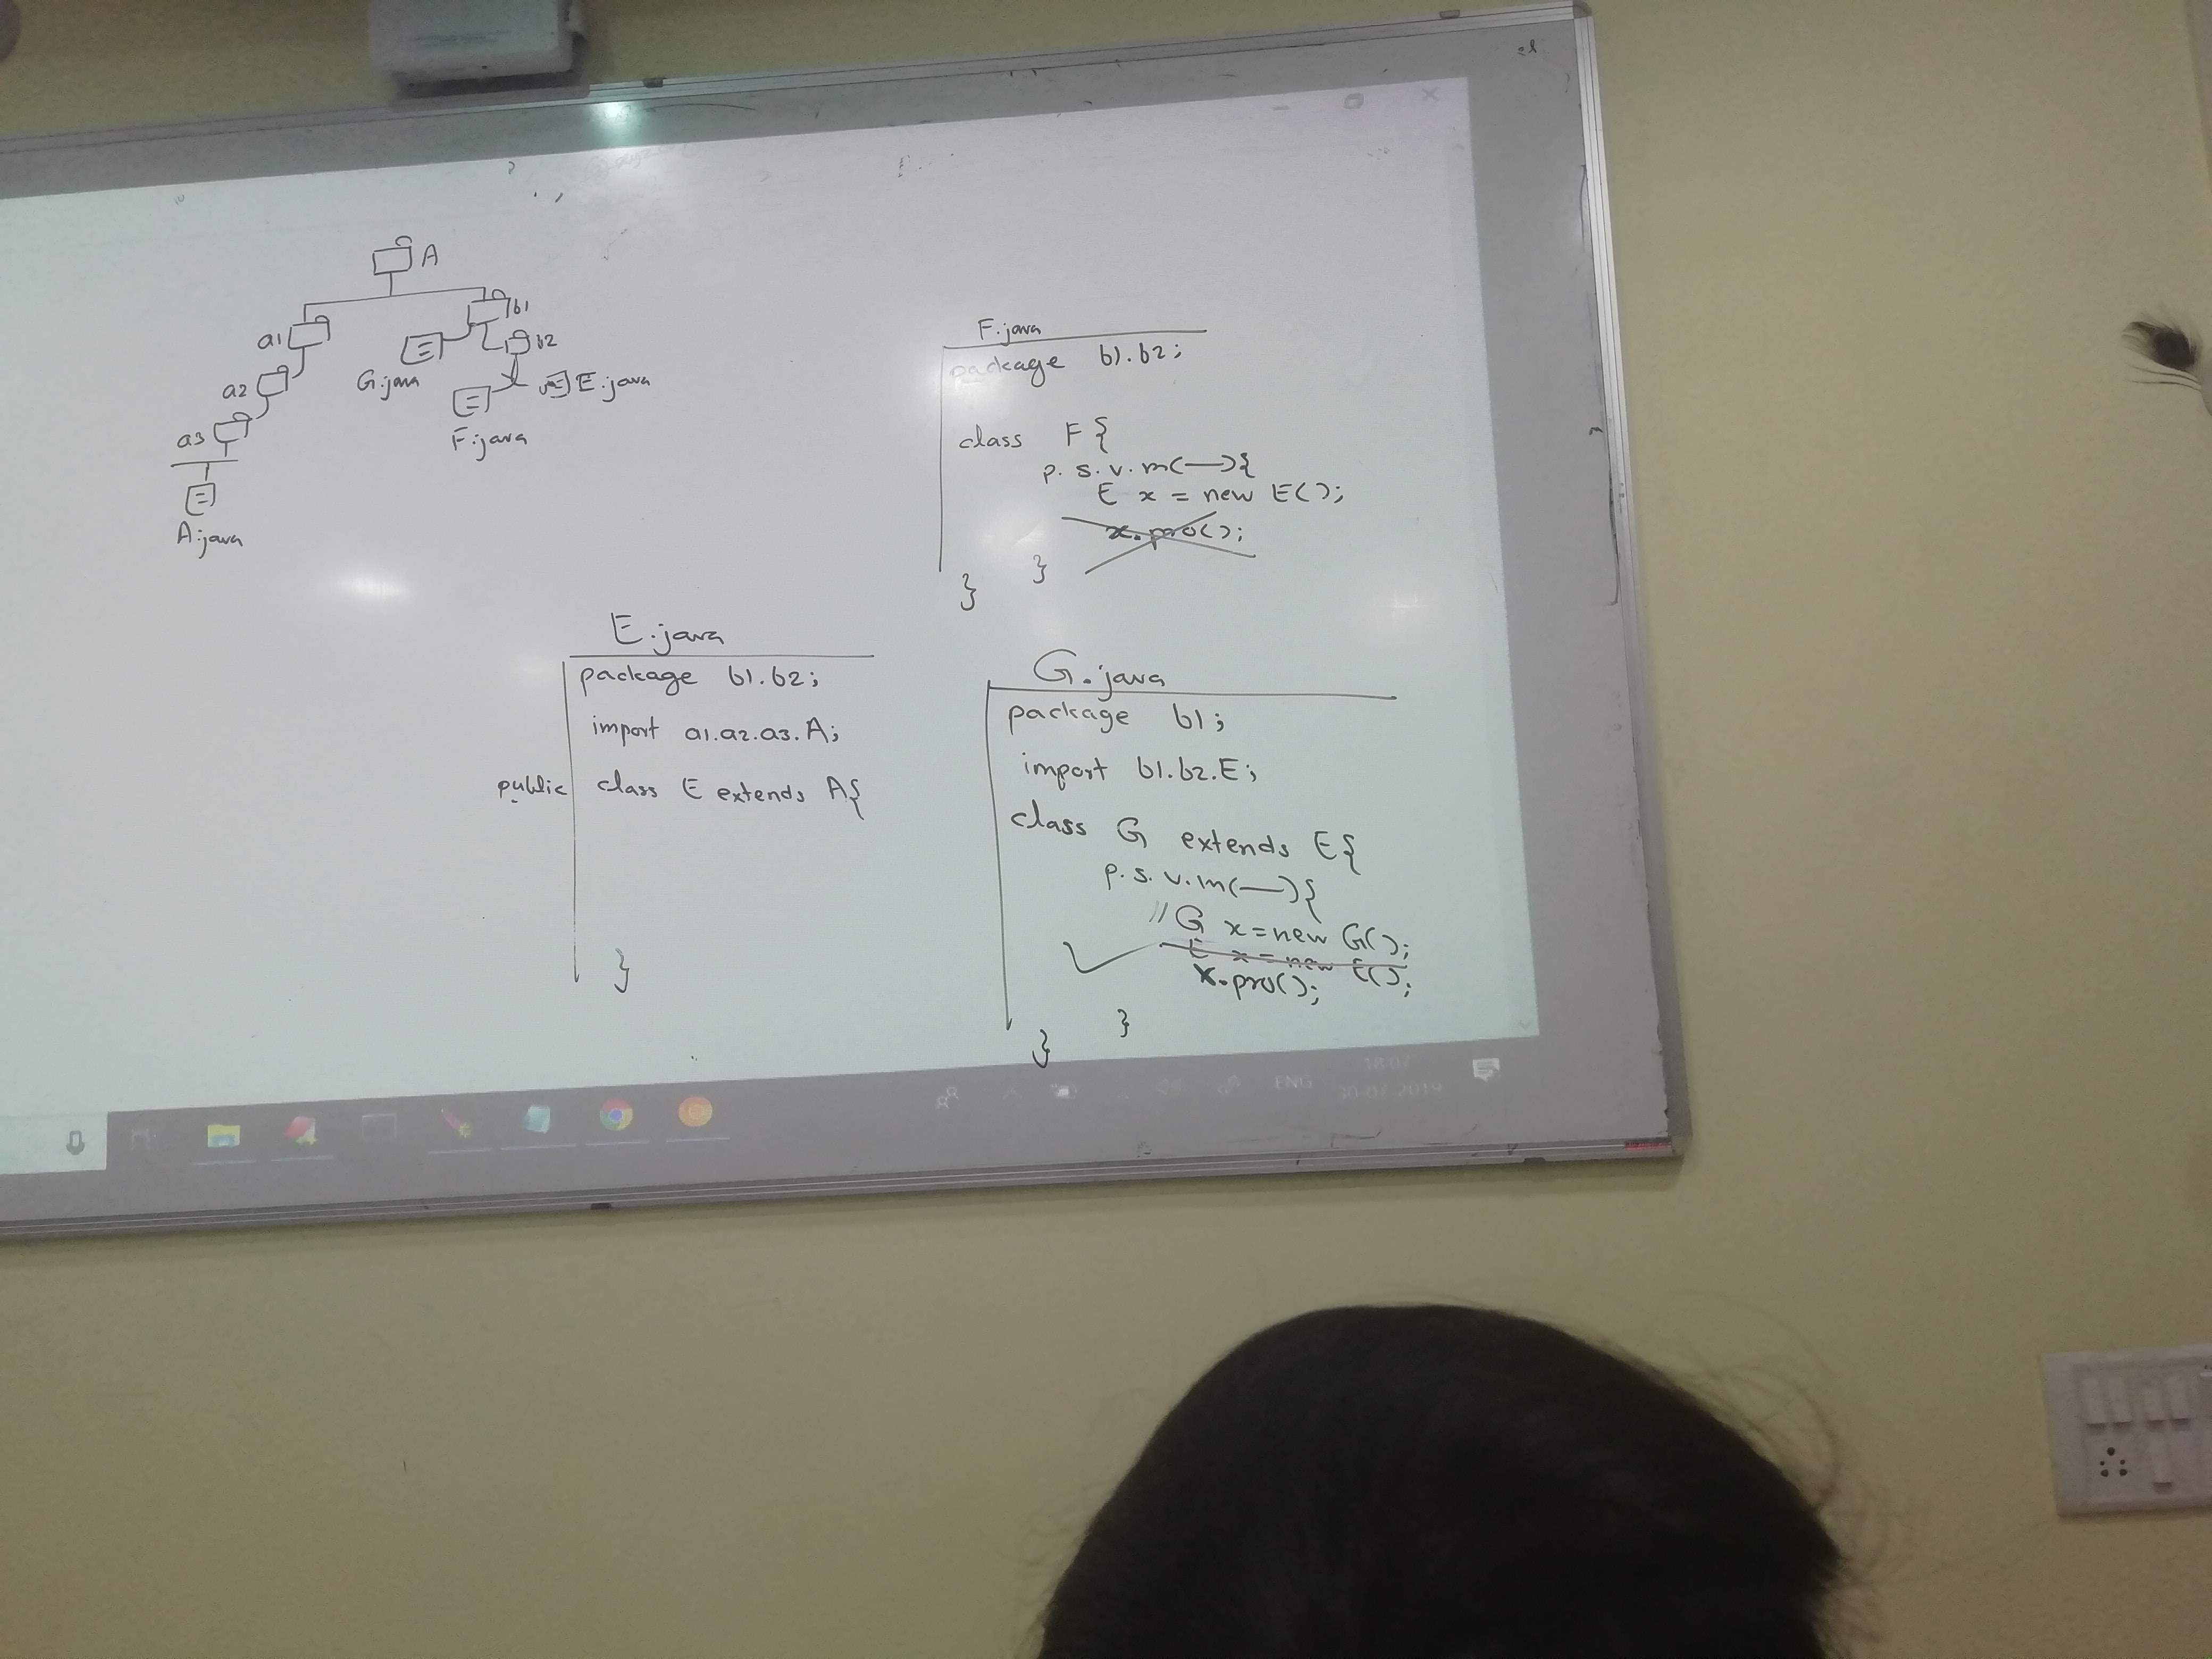 A
b1
a1
b2
G.java
E.java
a2
F.java
a3
A.java
F.java
package b1.b2;
class F{
p. s. v. m(—){
E x = new E();
x.pro();
}
}
E.java
package b1.b2;
import a1.a2.a3.A;
public class E extends A{
}
G.java
package b1;
import b1.b2.E;
class G extends E{
p. s. v. m(—){
// G x = new G();
E x = new E();
x.pro();
}
}
ENG
18:07
30-07-2019